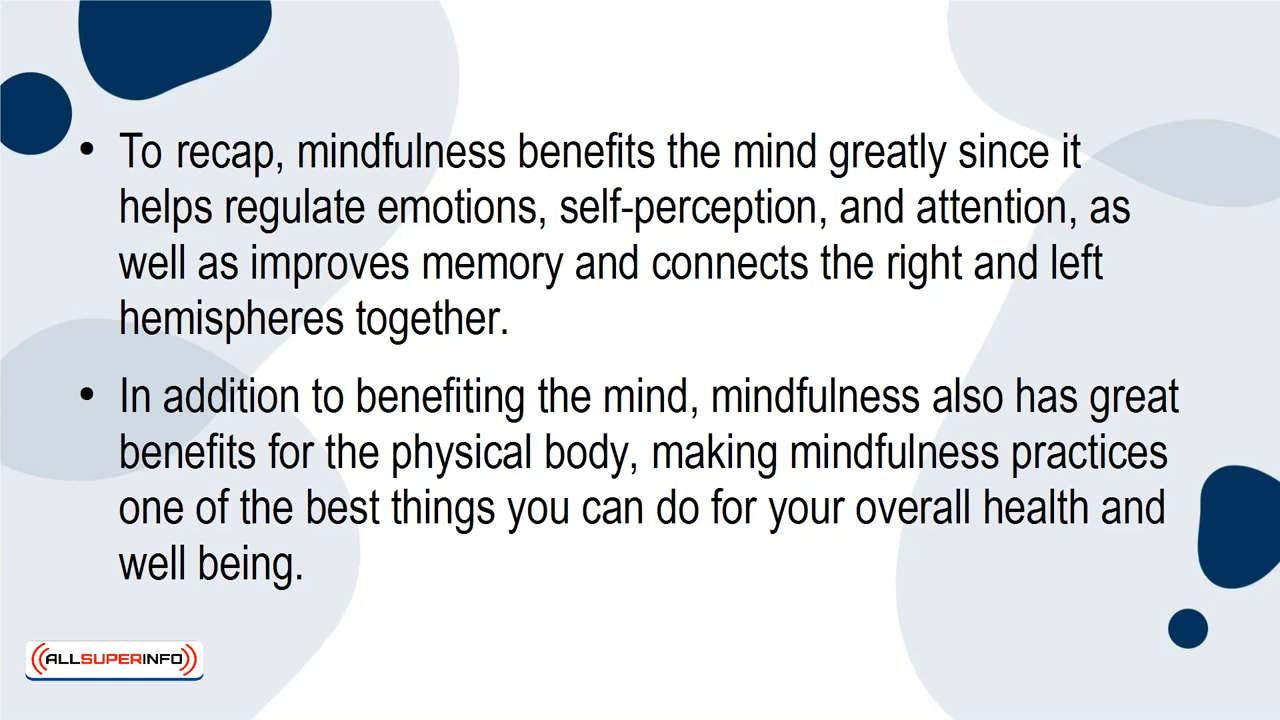 • To recap, mindfulness benefits the mind greatly since it
helps regulate emotions, self-perception, and attention, as
well as improves memory and connects the right and left
hemispheres together.
• In addition to benefiting the mind, mindfulness also has great
benefits for the physical body, making mindfulness practices
one of the best things you can do for your overall health and
well being.
ALLSUPERINFO